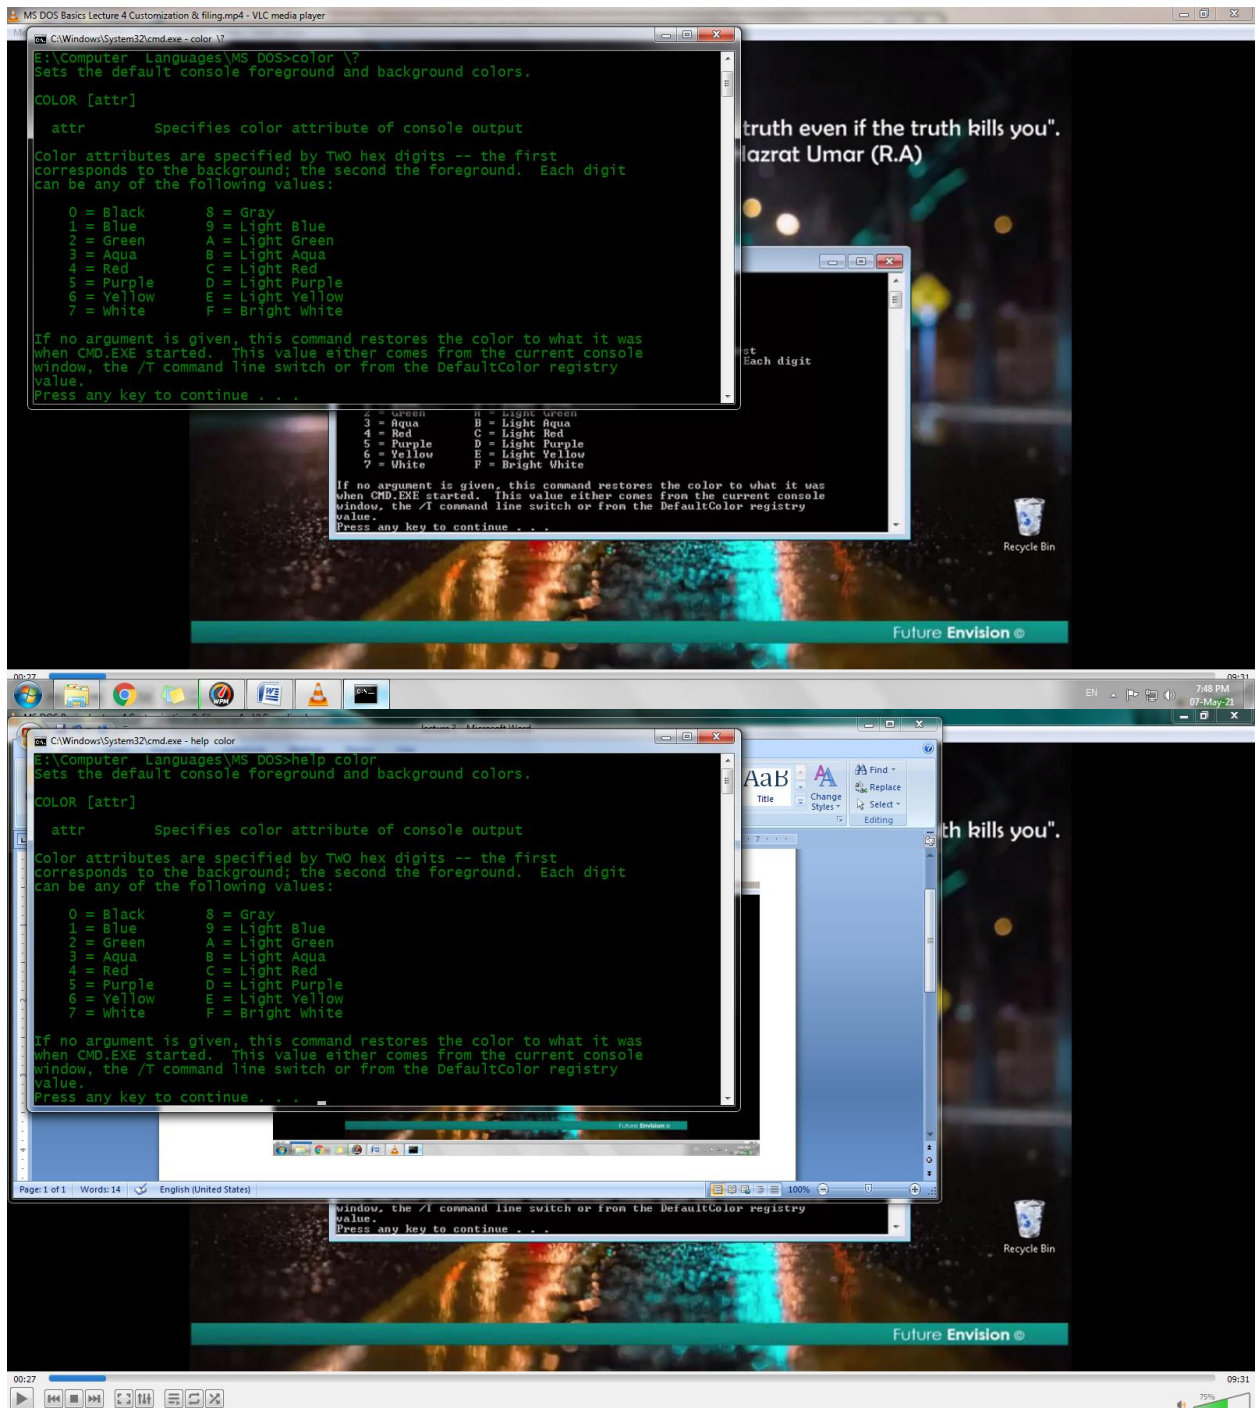 MS DOS Basics Lecture 4 Customization & filing.mp4 - VLC media player
C:\Windows\System32\cmd.exe - color \?
E:\Computer Languages\MS DOS>color \?
Sets the default console foreground and background colors.
COLOR [attr]
attr Specifies color attribute of console output
Color attributes are specified by TWO hex digits -- the first
corresponds to the background; the second the foreground. Each digit
can be any of the following values:
0 = Black 8 = Gray
1 = Blue 9 = Light Blue
2 = Green A = Light Green
3 = Aqua B = Light Aqua
4 = Red C = Light Red
5 = Purple D = Light Purple
6 = Yellow E = Light Yellow
7 = White F = Bright White
If no argument is given, this command restores the color to what it was
when CMD.EXE started. This value either comes from the current console
window, the /T command line switch or from the DefaultColor registry
value.
Press any key to continue . . .
truth even if the truth kills you".
lazrat Umar (R.A)
st
Each digit
2 = Green A = Light Green
3 = Aqua B = Light Aqua
4 = Red C = Light Red
5 = Purple D = Light Purple
6 = Yellow E = Light Yellow
7 = White F = Bright White
If no argument is given, this command restores the color to what it was
when CMD.EXE started. This value either comes from the current console
window, the /T command line switch or from the DefaultColor registry
value.
Press any key to continue . . .
Recycle Bin
Future Envision ©
00:27 09:31
WPM
EN 7:48 PM
07-May-21
lecture 3 - Microsoft Word
C:\Windows\System32\cmd.exe - help color
E:\Computer Languages\MS DOS>help color
Sets the default console foreground and background colors.
COLOR [attr]
attr Specifies color attribute of console output
Color attributes are specified by TWO hex digits -- the first
corresponds to the background; the second the foreground. Each digit
can be any of the following values:
0 = Black 8 = Gray
1 = Blue 9 = Light Blue
2 = Green A = Light Green
3 = Aqua B = Light Aqua
4 = Red C = Light Red
5 = Purple D = Light Purple
6 = Yellow E = Light Yellow
7 = White F = Bright White
If no argument is given, this command restores the color to what it was
when CMD.EXE started. This value either comes from the current console
window, the /T command line switch or from the DefaultColor registry
value.
Press any key to continue . . .
AaB
Title
Change
Styles
Find
Replace
Select
Editing
th kills you".
Future Envision ©
Page: 1 of 1 Words: 14 English (United States) 100%
window, the /T command line switch or from the DefaultColor registry
value.
Press any key to continue . . .
Recycle Bin
Future Envision ©
00:27 09:31
75%